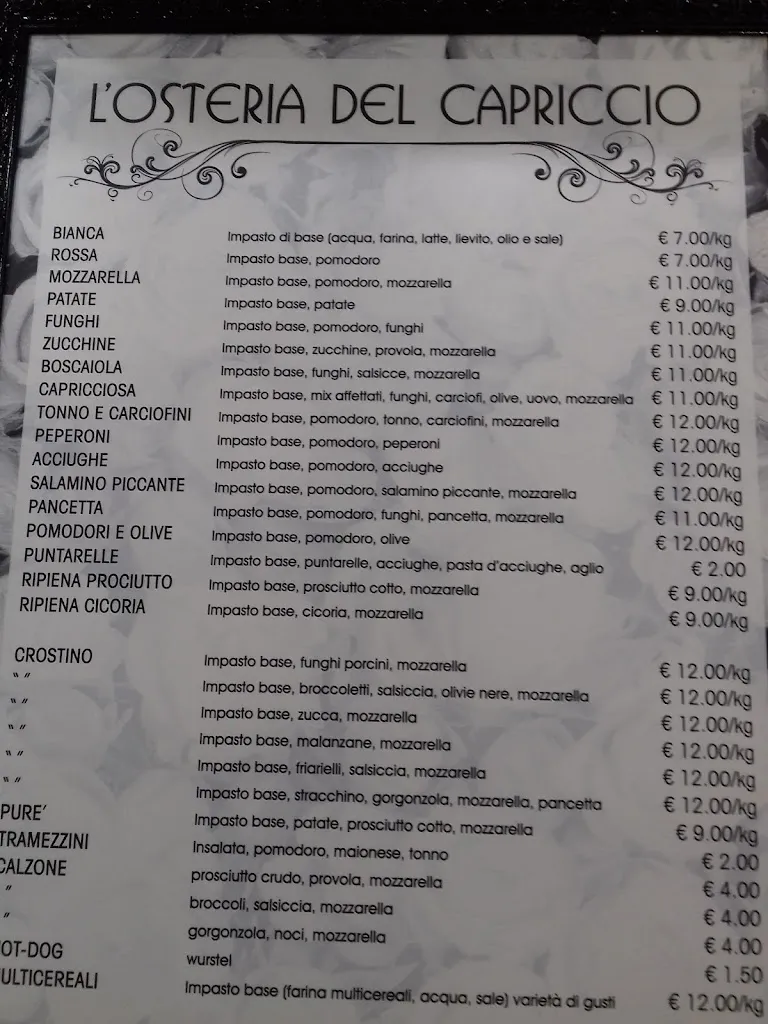 L'OSTERIA DEL CAPRICCIO
BIANCA Impasto di base (acqua, farina, latte, lievito, olio e sale) € 7.00/kg
ROSSA Impasto base, pomodoro € 7.00/kg
MOZZARELLA Impasto base, pomodoro, mozzarella € 11.00/kg
PATATE Impasto base, patate € 9.00/kg
FUNGHI Impasto base, pomodoro, funghi € 11.00/kg
ZUCCHINE Impasto base, zucchine, provola, mozzarella € 11.00/kg
BOSCAIOLA Impasto base, funghi, salsicce, mozzarella € 11.00/kg
CAPRICCIOSA Impasto base, mix affettati, funghi, carciofi, olive, uovo, mozzarella € 11.00/kg
TONNO E CARCIOFINI Impasto base, pomodoro, tonno, carciofini, mozzarella € 12.00/kg
PEPERONI Impasto base, pomodoro, peperoni € 12.00/kg
ACCIUGHE Impasto base, pomodoro, acciughe € 12.00/kg
SALAMINO PICCANTE Impasto base, pomodoro, salamino piccante, mozzarella € 12.00/kg
PANCETTA Impasto base, pomodoro, funghi, pancetta, mozzarella € 11.00/kg
POMODORI E OLIVE Impasto base, pomodoro, olive € 12.00/kg
PUNTARELLE Impasto base, puntarelle, acciughe, pasta d'acciughe, aglio € 2.00
RIPIENA PROCIUTTO Impasto base, prosciutto cotto, mozzarella € 9.00/kg
RIPIENA CICORIA Impasto base, cicoria, mozzarella € 9.00/kg
CROSTINO Impasto base, funghi porcini, mozzarella € 12.00/kg
" " Impasto base, broccoletti, salsiccia, olivie nere, mozzarella € 12.00/kg
" " Impasto base, zucca, mozzarella € 12.00/kg
" " Impasto base, malanzane, mozzarella € 12.00/kg
" " Impasto base, friarielli, salsiccia, mozzarella € 12.00/kg
" " Impasto base, stracchino, gorgonzola, mozzarella, pancetta € 12.00/kg
PURE' Impasto base, patate, prosciutto cotto, mozzarella € 9.00/kg
TRAMEZZINI Insalata, pomodoro, maionese, tonno € 2.00
CALZONE prosciutto crudo, provola, mozzarella € 4.00
" broccoli, salsiccia, mozzarella € 4.00
" gorgonzola, noci, mozzarella € 4.00
OT-DOG wurstel € 1.50
ULTICEREALI Impasto base (farina multicereali, acqua, sale) varietà di gusti € 12.00/kg